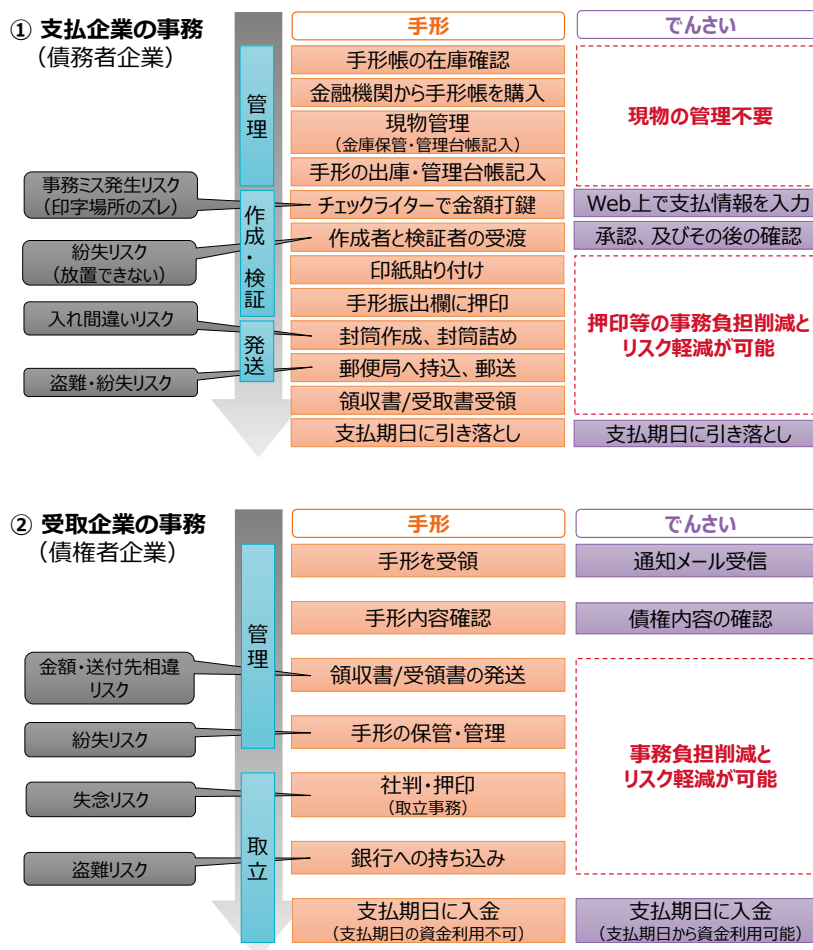 ① 支払企業の事務
（債務者企業）
手形
でんさい
管理
手形帳の在庫確認
金融機関から手形帳を購入
現物管理
（金庫保管・管理台帳記入）
手形の出庫・管理台帳記入
現物の管理不要
事務ミス発生リスク
（印字場所のズレ）
作成・検証
チェックライターで金額打鍵
Web上で支払情報を入力
紛失リスク
（放置できない）
作成者と検証者の受渡
承認、及びその後の確認
印紙貼り付け
手形振出欄に押印
入れ間違いリスク
発送
封筒作成、封筒詰め
盗難・紛失リスク
郵便局へ持込、郵送
領収書/受取書受領
押印等の事務負担削減と
リスク軽減が可能
支払期日に引き落とし
支払期日に引き落とし
② 受取企業の事務
（債権者企業）
手形
でんさい
管理
手形を受領
通知メール受信
手形内容確認
債権内容の確認
金額・送付先相違
リスク
領収書/受領書の発送
紛失リスク
手形の保管・管理
事務負担削減と
リスク軽減が可能
失念リスク
取立
社判・押印
（取立事務）
盗難リスク
銀行への持ち込み
支払期日に入金
（支払期日の資金利用不可）
支払期日に入金
（支払期日から資金利用可能）